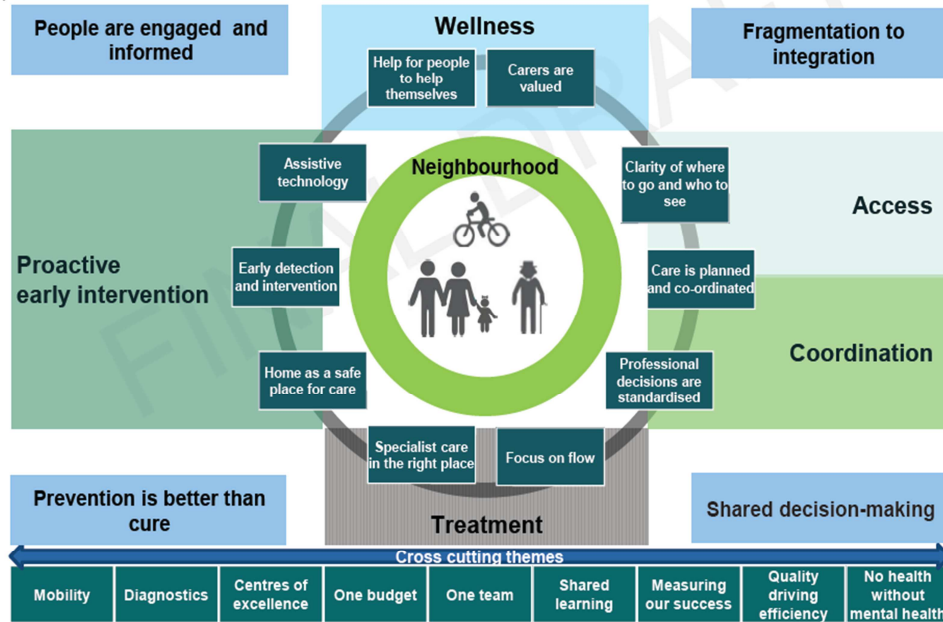 People are engaged and
informed
Wellness
Fragmentation to
integration
Help for people
to help
themselves
Carers are
valued
Assistive
technology
Neighbourhood
Clarity of where
to go and who to
see
Access
Proactive
early intervention
Early detection
and intervention
Care is planned
and co-ordinated
Coordination
Home as a safe
place for care
Professional
decisions are
standardised
Specialist care
in the right place
Focus on flow
Prevention is better than
cure
Treatment
Shared decision-making
Cross cutting themes
Mobility
Diagnostics
Centres of
excellence
One budget
One team
Shared
learning
Measuring
our success
Quality
driving
efficiency
No health
without
mental health
FINAL DRAFT